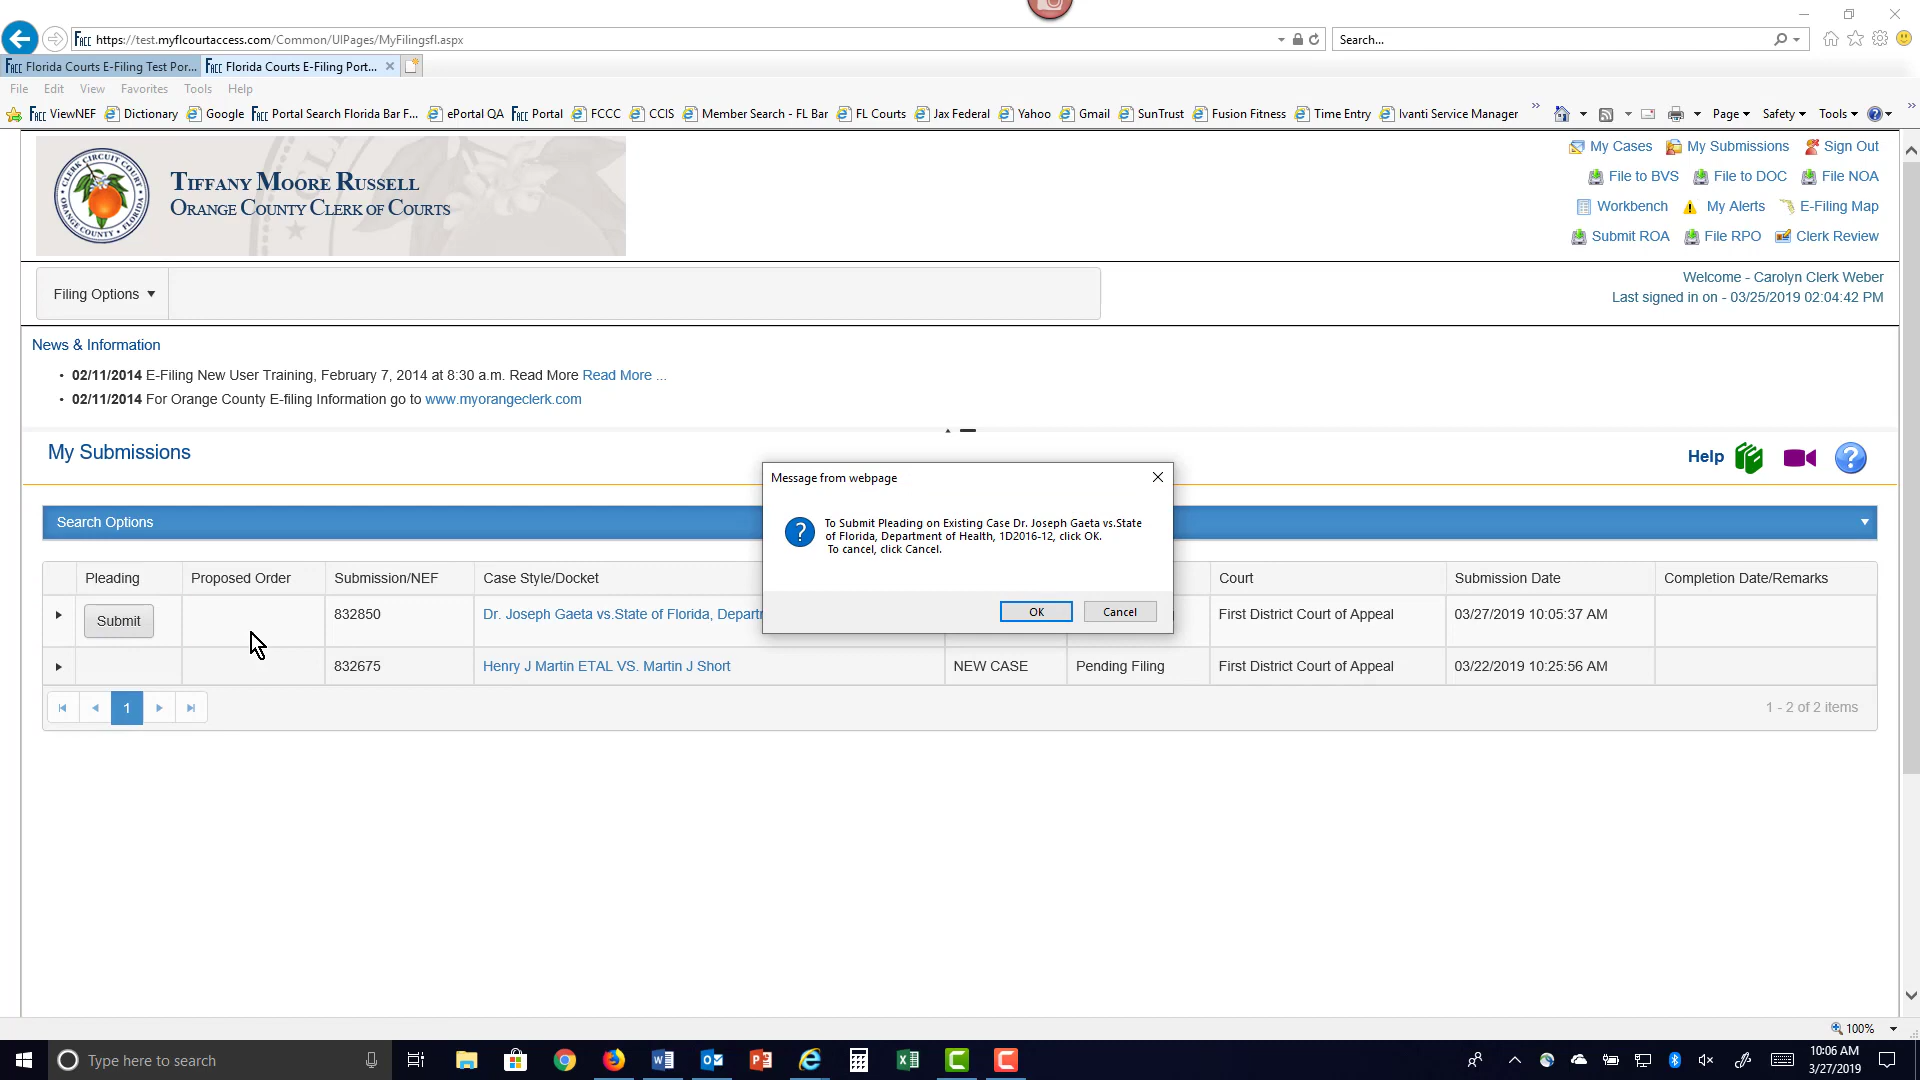 https://test.myflcourtaccess.com/Common/UIPages/MyFilingsfl.aspx
Search...
Florida Courts E-Filing Test Por...
Florida Courts E-Filing Port...
File Edit View Favorites Tools Help
ViewNEF Dictionary Google Portal Search Florida Bar F... ePortal QA Portal FCCC CCIS Member Search - FL Bar FL Courts Jax Federal Yahoo Gmail SunTrust Fusion Fitness Time Entry Ivanti Service Manager Page Safety Tools
CLERK CIRCUIT COURT
ORANGE COUNTY, FLORIDA
TIFFANY MOORE RUSSELL
ORANGE COUNTY CLERK OF COURTS
My Cases My Submissions Sign Out
File to BVS File to DOC File NOA
Workbench My Alerts E-Filing Map
Submit ROA File RPO Clerk Review
Filing Options
Welcome - Carolyn Clerk Weber
Last signed in on - 03/25/2019 02:04:42 PM
News & Information
• 02/11/2014 E-Filing New User Training, February 7, 2014 at 8:30 a.m. Read More Read More ...
• 02/11/2014 For Orange County E-filing Information go to www.myorangeclerk.com
My Submissions
Help
Search Options
Message from webpage
To Submit Pleading on Existing Case Dr. Joseph Gaeta vs.State
of Florida, Department of Health, 1D2016-12, click OK.
To cancel, click Cancel.
OK Cancel
Pleading Proposed Order Submission/NEF Case Style/Docket Court Submission Date Completion Date/Remarks
Submit 832850 Dr. Joseph Gaeta vs.State of Florida, Departm First District Court of Appeal 03/27/2019 10:05:37 AM
832675 Henry J Martin ETAL VS. Martin J Short NEW CASE Pending Filing First District Court of Appeal 03/22/2019 10:25:56 AM
1
1 - 2 of 2 items
100%
Type here to search
10:06 AM
3/27/2019